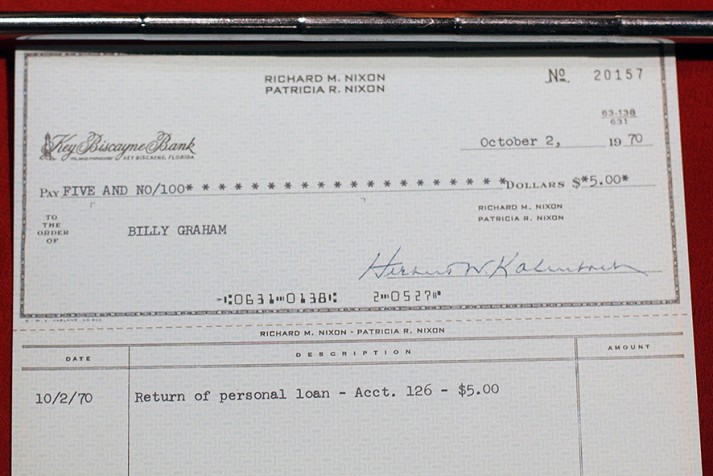 RICHARD M. NIXON
PATRICIA R. NIXON
Nº 20157
63-138
631
Key Biscayne Bank
KEY BISCAYNE, FLORIDA
October 2, 1970
PAY FIVE AND NO/100* * * * * * * * * * * * * * * * * * * * *DOLLARS $*5.00*
TO
THE
ORDER
OF
BILLY GRAHAM
RICHARD M. NIXON
PATRICIA R. NIXON
Herbert W. Kalmbach
⑆0631⑉0138⑆ 2⑉0527⑈
RICHARD M. NIXON - PATRICIA R. NIXON
DATE DESCRIPTION AMOUNT
10/2/70 Return of personal loan - Acct. 126 - $5.00